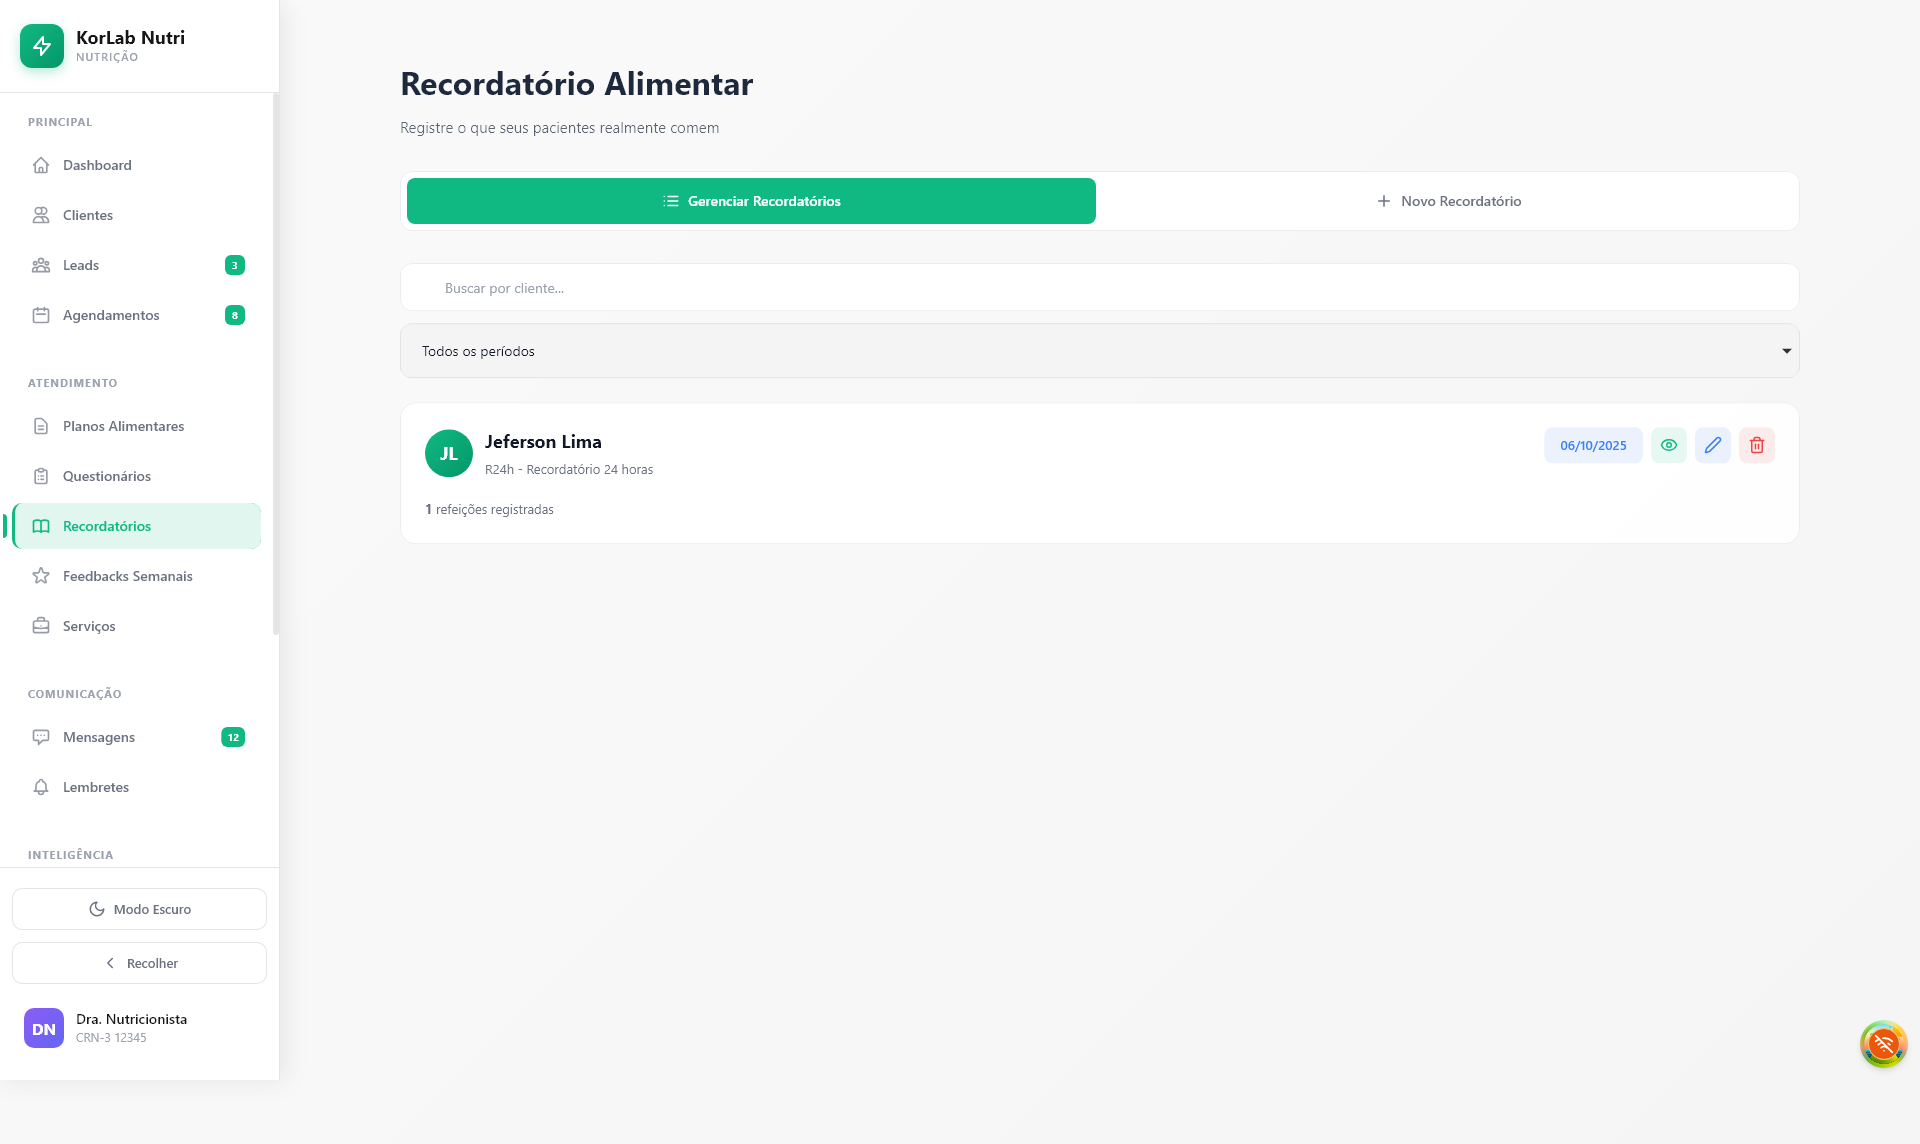 KorLab Nutri
NUTRIÇÃO
PRINCIPAL
Dashboard
Clientes
Leads 3
Agendamentos 8
ATENDIMENTO
Planos Alimentares
Questionários
Recordatórios
Feedbacks Semanais
Serviços
COMUNICAÇÃO
Mensagens 12
Lembretes
INTELIGÊNCIA
Modo Escuro
Recolher
DN
Dra. Nutricionista
CRN-3 12345
Recordatório Alimentar
Registre o que seus pacientes realmente comem
Gerenciar Recordatórios
Novo Recordatório
Buscar por cliente...
Todos os períodos
JL
Jeferson Lima
R24h - Recordatório 24 horas
06/10/2025
1 refeições registradas